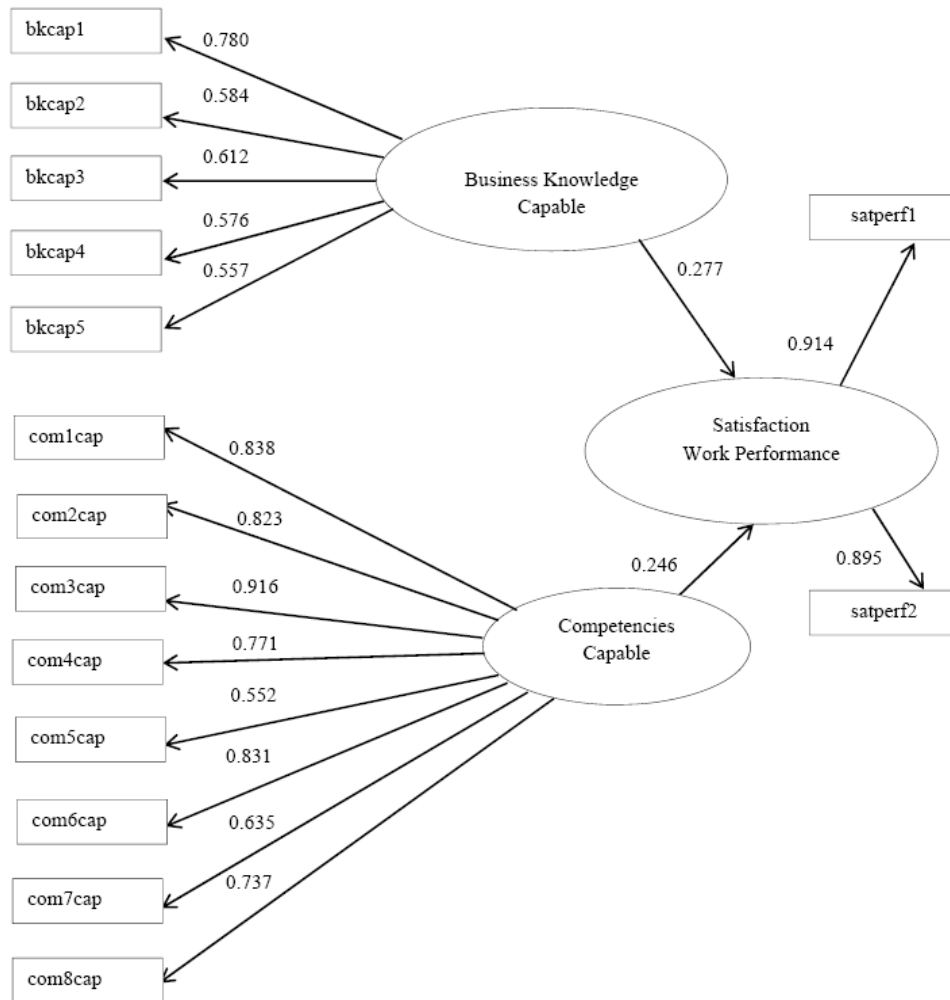 bkcap1
0.780
bkcap2
0.584
bkcap3
0.612
bkcap4
0.576
bkcap5
0.557
Business Knowledge
Capable
0.277
satperf1
0.914
Satisfaction
Work Performance
0.895
satperf2
0.246
Competencies
Capable
com1cap
0.838
com2cap
0.823
com3cap
0.916
com4cap
0.771
com5cap
0.552
com6cap
0.831
com7cap
0.635
com8cap
0.737